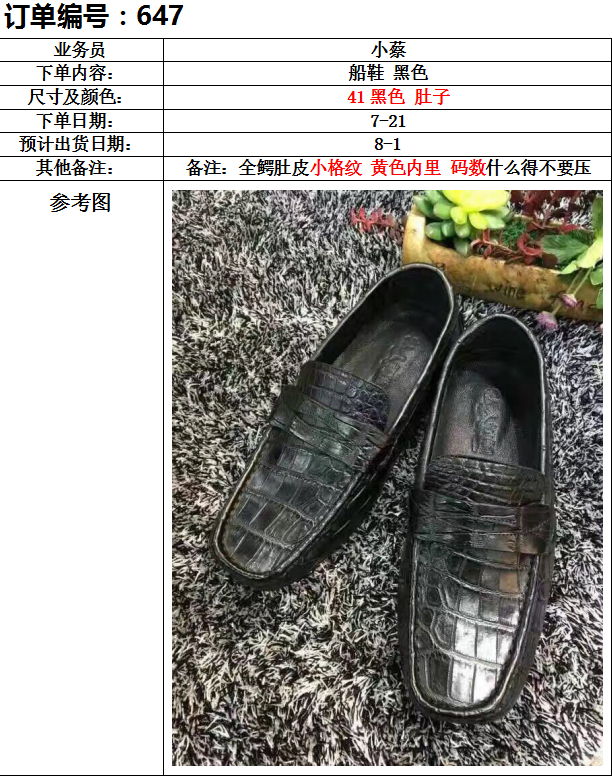 订单编号：647
业务员 小蔡
下单内容： 船鞋 黑色
尺寸及颜色： 41 黑色 肚子
下单日期： 7-21
预计出货日期： 8-1
其他备注： 备注：全鳄肚皮小格纹 黄色内里 码数什么得不要压
参考图